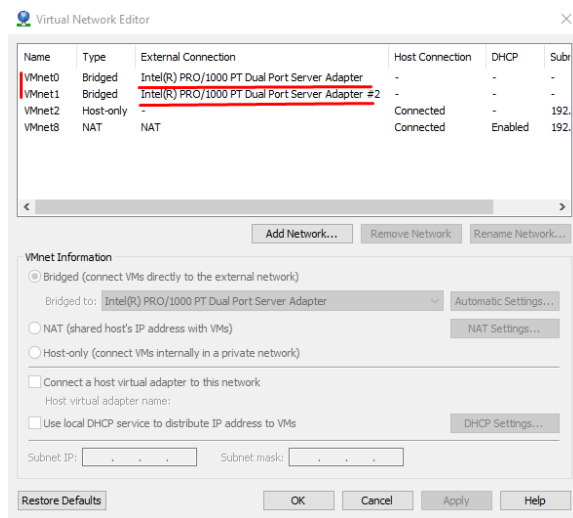 Virtual Network Editor
Name Type External Connection Host Connection DHCP Subr
VMnet0 Bridged Intel(R) PRO/1000 PT Dual Port Server Adapter - - -
VMnet1 Bridged Intel(R) PRO/1000 PT Dual Port Server Adapter #2 - - -
VMnet2 Host-only - Connected - 192.
VMnet8 NAT NAT Connected Enabled 192.
Add Network... Remove Network Rename Network...
VMnet Information
Bridged (connect VMs directly to the external network)
Bridged to: Intel(R) PRO/1000 PT Dual Port Server Adapter Automatic Settings...
NAT (shared host's IP address with VMs) NAT Settings...
Host-only (connect VMs internally in a private network)
Connect a host virtual adapter to this network
Host virtual adapter name:
Use local DHCP service to distribute IP address to VMs DHCP Settings...
Subnet IP: . . . Subnet mask: . . .
Restore Defaults OK Cancel Apply Help